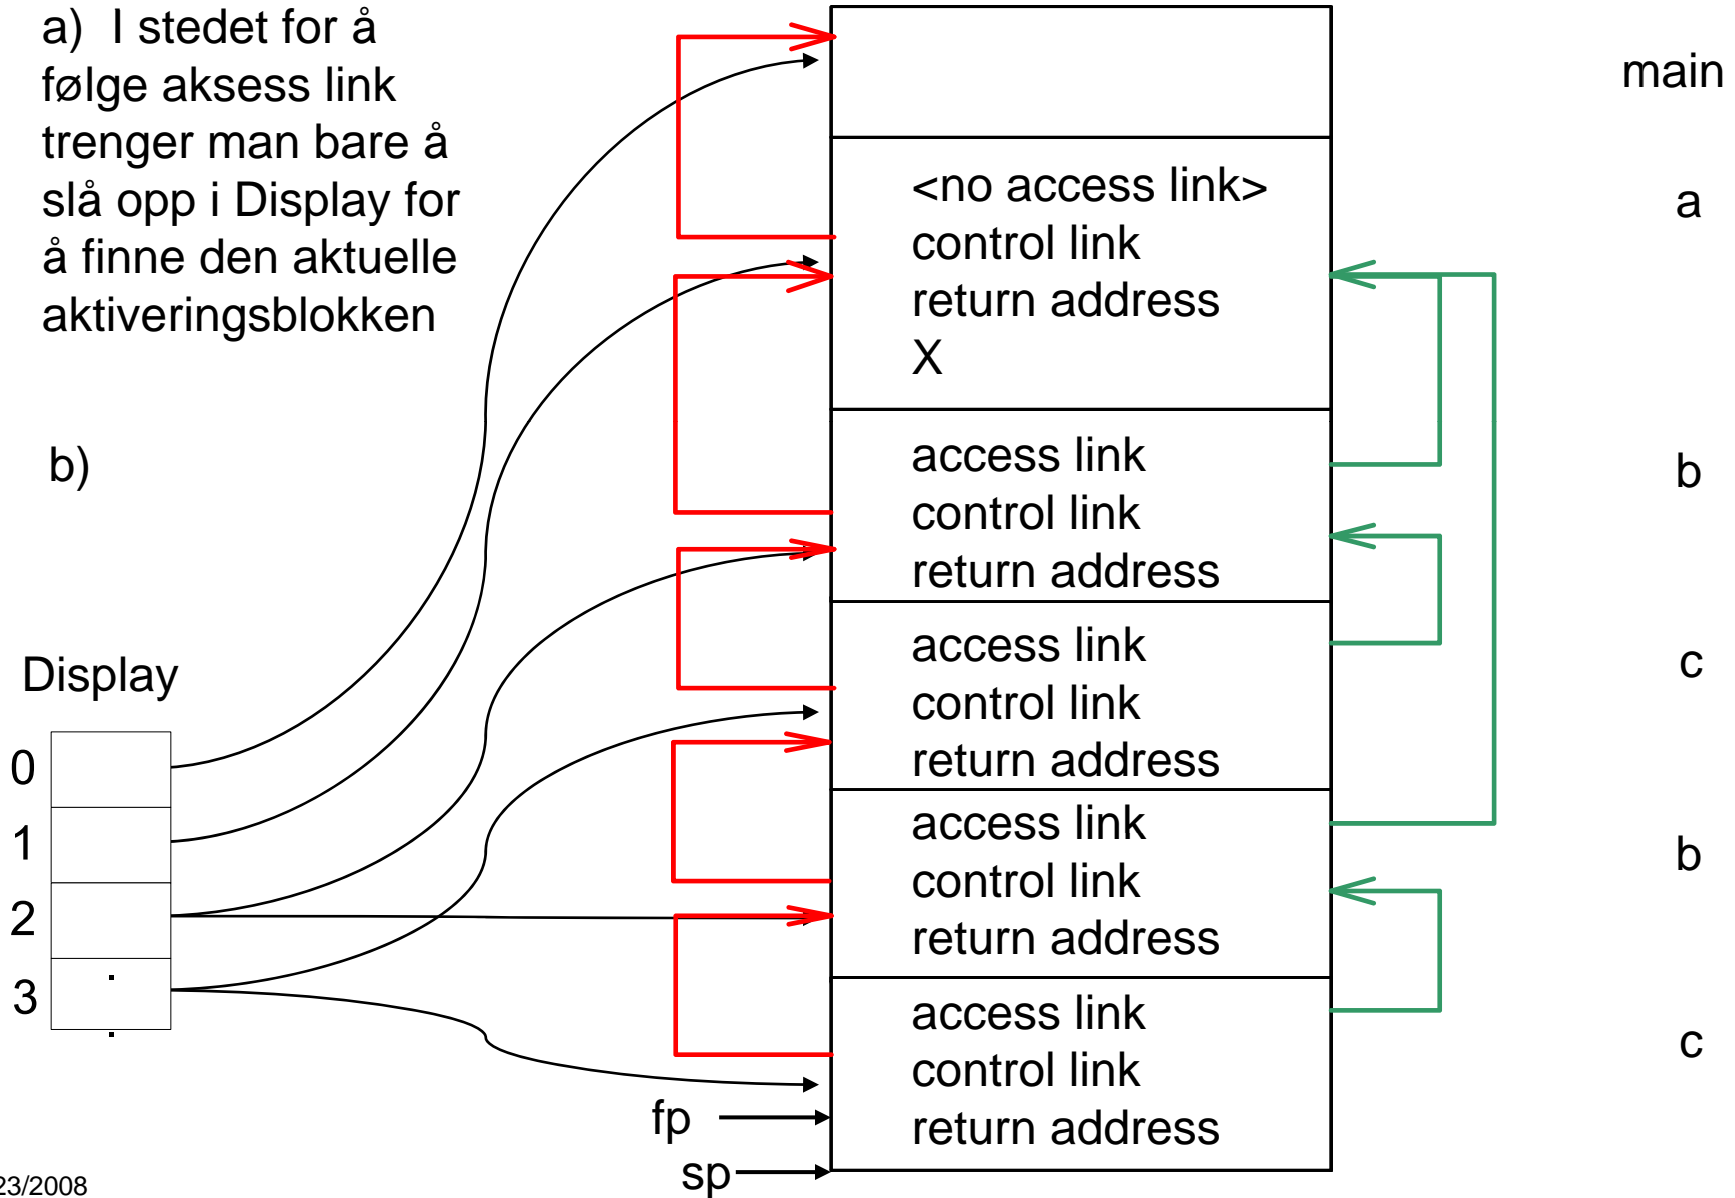 a) I stedet for å
følge aksess link
trenger man bare å
slå opp i Display for
å finne den aktuelle
aktiveringsblokken
b)
main
<no access link>
control link
return address
X
a
access link
control link
return address
b
access link
control link
return address
c
access link
control link
return address
b
access link
control link
return address
c
Display
0
1
2
3
fp
sp
23/2008